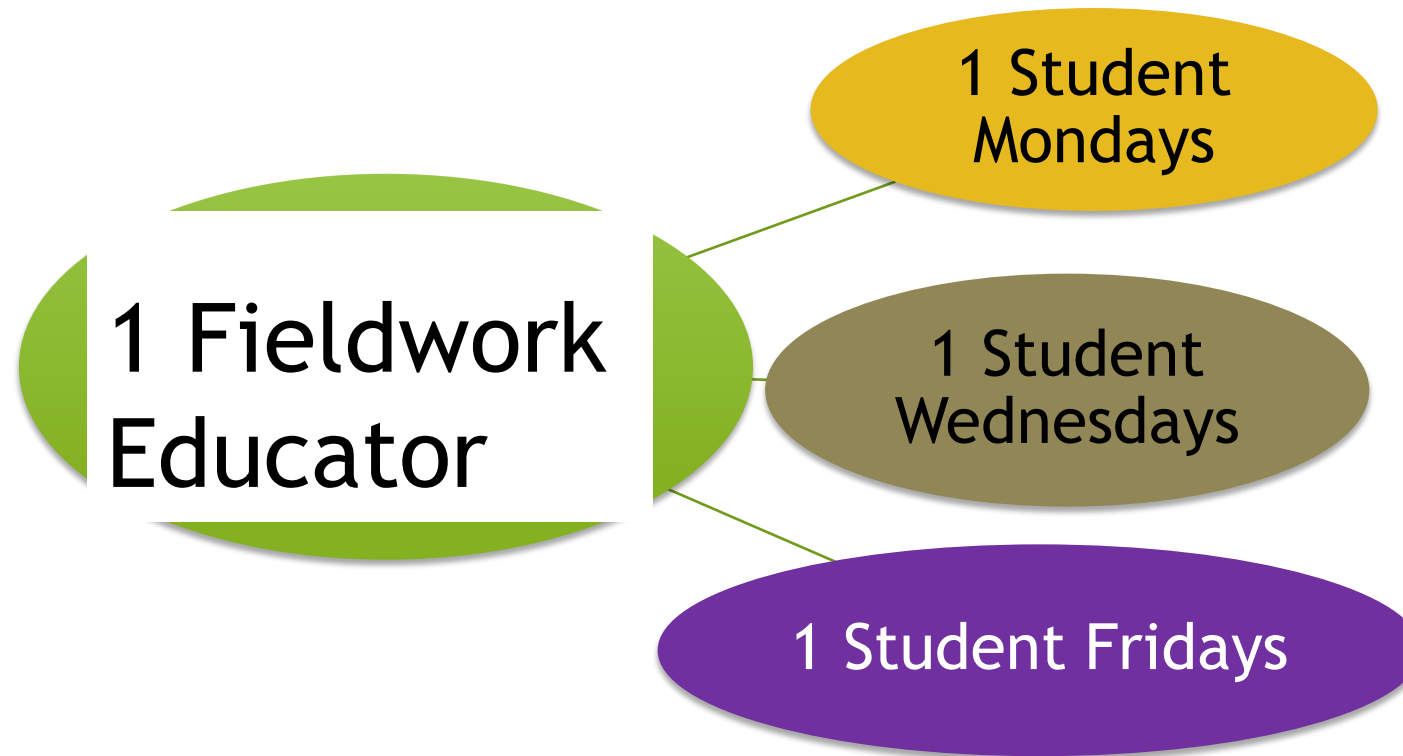 1 Fieldwork
Educator
1 Student
Mondays
1 Student
Wednesdays
1 Student Fridays